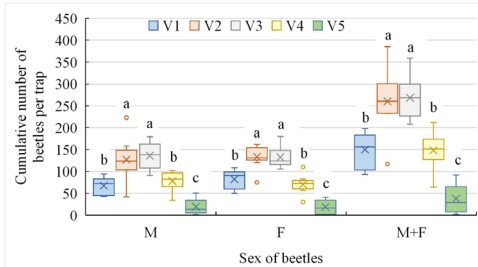 450
V1 V2 V3 V4 V5
400
350
300
250
200
150
100
50
0
Cumulative number of
beetles per trap
b a a b c
b a a b c
b a a b c
M F M+F
Sex of beetles